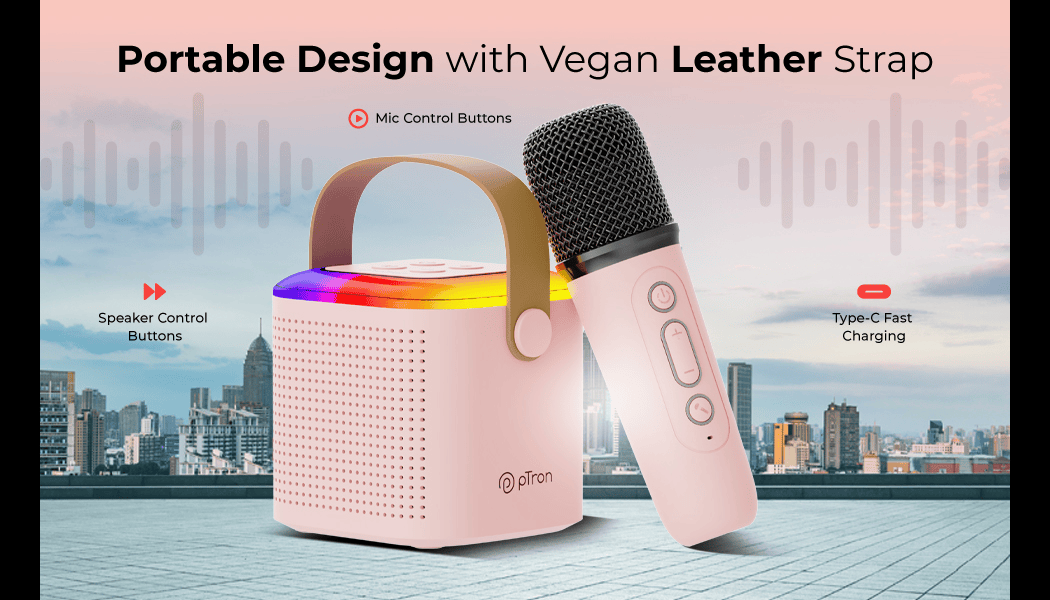 Portable Design with Vegan Leather Strap
Mic Control Buttons
Speaker Control
Buttons
Type-C Fast
Charging
pTron